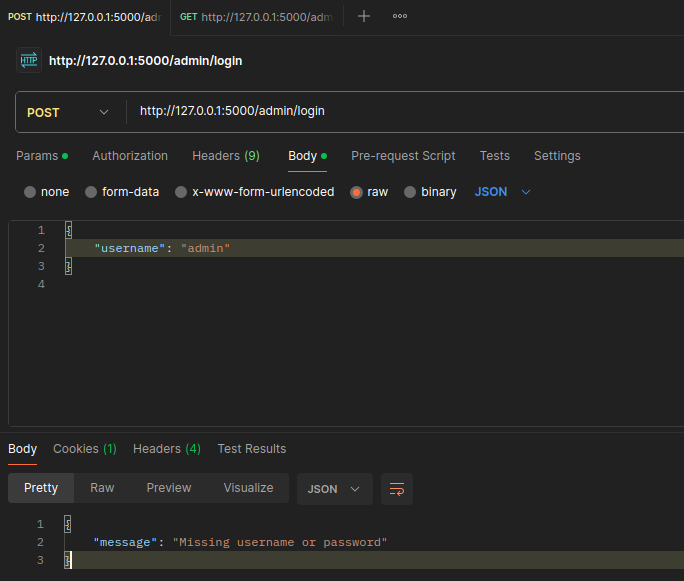 POST http://127.0.0.1:5000/adr GET http://127.0.0.1:5000/adm
HTTP http://127.0.0.1:5000/admin/login
POST http://127.0.0.1:5000/admin/login
Params Authorization Headers (9) Body Pre-request Script Tests Settings
none form-data x-www-form-urlencoded raw binary JSON
1 {
2 "username": "admin"
3 }
4
Body Cookies (1) Headers (4) Test Results
Pretty Raw Preview Visualize JSON
1 {
2 "message": "Missing username or password"
3 }